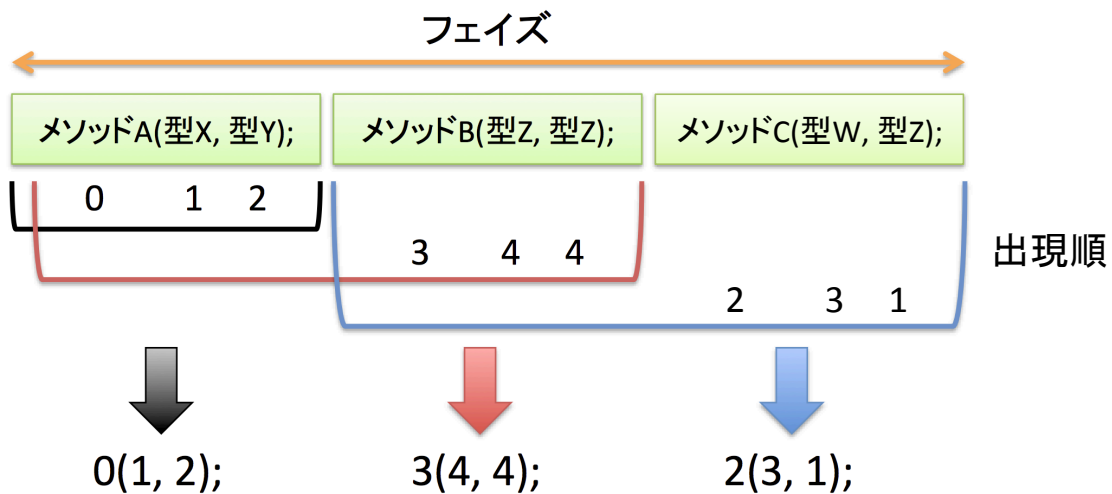 フェイズ
メソッドA(型X, 型Y); メソッドB(型Z, 型Z); メソッドC(型W, 型Z);
0 1 2
3 4 4
出現順
2 3 1
0(1, 2); 3(4, 4); 2(3, 1);